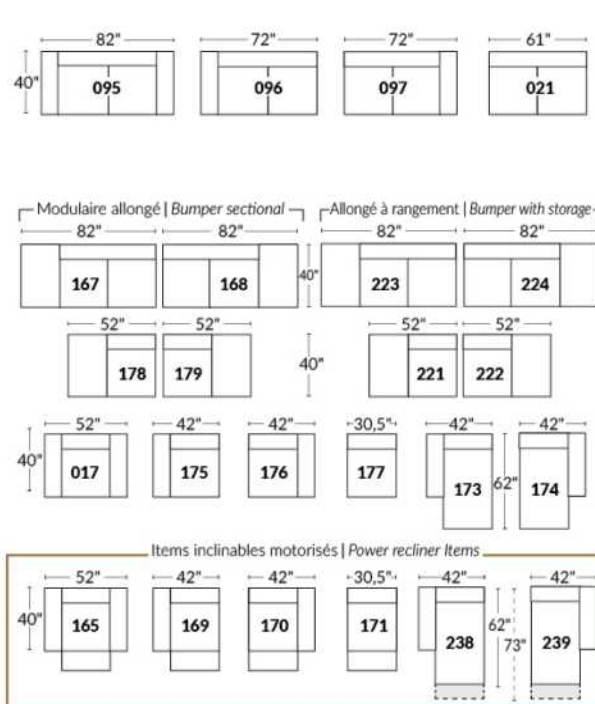 82" 72" 72" 61"
40" 095 096 097 021
Modulaire allongé | Bumper sectional Allongé à rangement | Bumper with storage
82" 82" 82" 82"
167 168 40" 223 224
52" 52" 52" 52"
178 179 40" 221 222
52" 42" 42" 30,5" 42" 42"
40" 017 175 176 177 173 62" 174
Items inclinables motorisés | Power recliner Items
52" 42" 42" 30,5" 42" 42"
40" 165 169 170 171 238 62" 73" 239